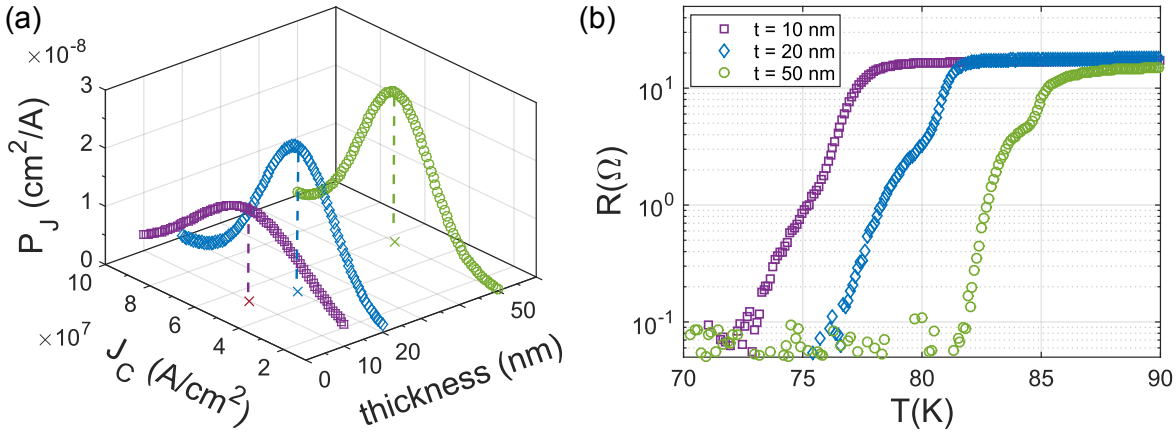 (a)
×10^-8
3
2
1
0
P_J (cm^2/A)
10
8
6
4
2
×10^7
J_C (A/cm^2)
0
10
20
50
thickness (nm)
(b)
t = 10 nm
t = 20 nm
t = 50 nm
10^1
10^0
10^-1
R(Ω)
70
75
80
85
90
T(K)